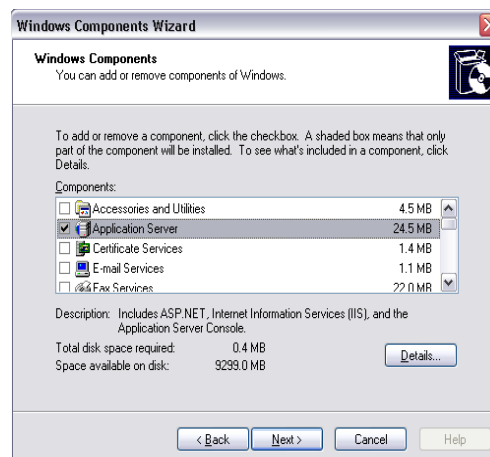 Windows Components Wizard
Windows Components
You can add or remove components of Windows.
To add or remove a component, click the checkbox. A shaded box means that only
part of the component will be installed. To see what's included in a component, click
Details.
Components:
Accessories and Utilities 4.5 MB
Application Server 24.5 MB
Certificate Services 1.4 MB
E-mail Services 1.1 MB
Fax Services 22.0 MB
Description: Includes ASP.NET, Internet Information Services (IIS), and the
Application Server Console.
Total disk space required: 0.4 MB
Space available on disk: 9299.0 MB
Details...
< Back Next > Cancel Help